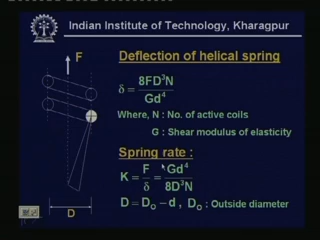 Indian Institute of Technology, Kharagpur
Deflection of helical spring
F
δ = 8FD³N / Gd⁴
Where, N : No. of active coils
G : Shear modulus of elasticity
Spring rate :
K = F / δ = Gd⁴ / 8D³N
D = D₀ – d , D₀ : Outside diameter
D